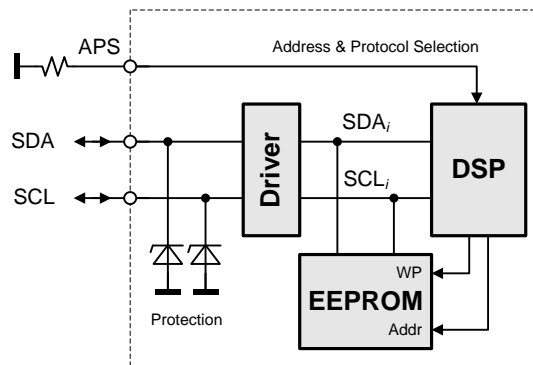 APS
Address & Protocol Selection
SDA
SDAi
SCL
SCLi
Driver
DSP
WP
EEPROM
Addr
Protection